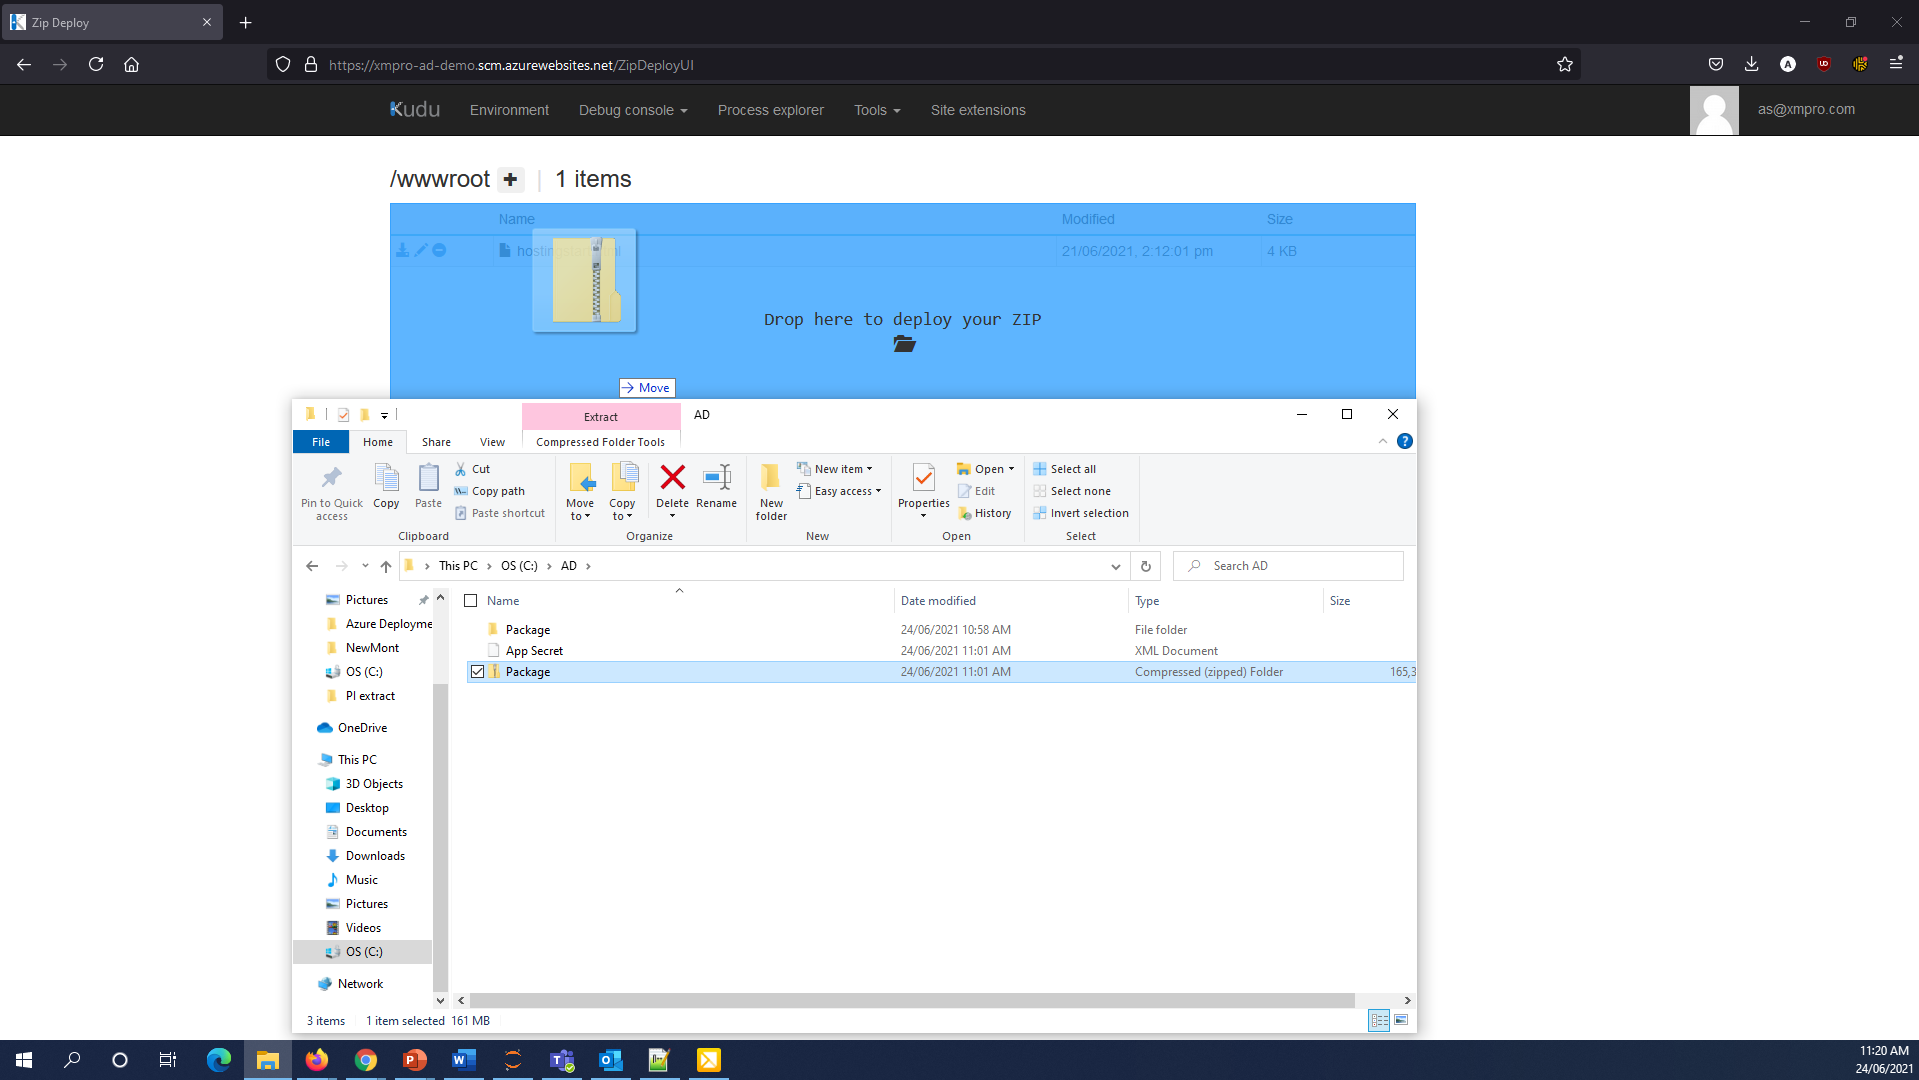 Zip Deploy
https://xmpro-ad-demo.scm.azurewebsites.net/ZipDeployUI
Kudu Environment Debug console Process explorer Tools Site extensions as@xmpro.com
/wwwroot | 1 items
Name Modified Size
21/06/2021, 2:12:01 pm 4 KB
Drop here to deploy your ZIP
Move
Extract AD
File Home Share View Compressed Folder Tools
Pin to Quick access
Copy
Paste
Cut
Copy path
Paste shortcut
Clipboard
Move to
Copy to
Delete
Rename
Organize
New folder
New item
Easy access
New
Properties
Open
Edit
History
Open
Select all
Select none
Invert selection
Select
This PC > OS (C:) > AD >
Search AD
Pictures
Azure Deployme
NewMont
OS (C:)
PI extract
OneDrive
This PC
3D Objects
Desktop
Documents
Downloads
Music
Pictures
Videos
OS (C:)
Network
Name Date modified Type Size
Package 24/06/2021 10:58 AM File folder
App Secret 24/06/2021 11:01 AM XML Document
Package 24/06/2021 11:01 AM Compressed (zipped) Folder 165,3
3 items 1 item selected 161 MB
11:20 AM
24/06/2021